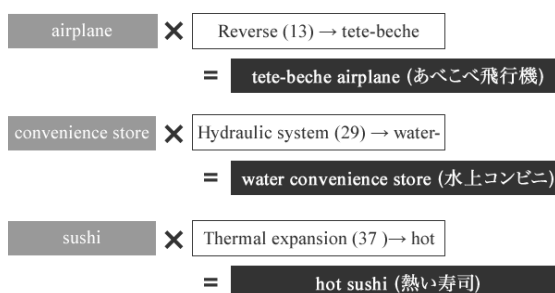 airplane × Reverse (13) → tete-beche
= tete-beche airplane (あべこべ飛行機)
convenience store × Hydraulic system (29) → water-
= water convenience store (水上コンビニ)
sushi × Thermal expansion (37 )→ hot
= hot sushi (熱い寿司)